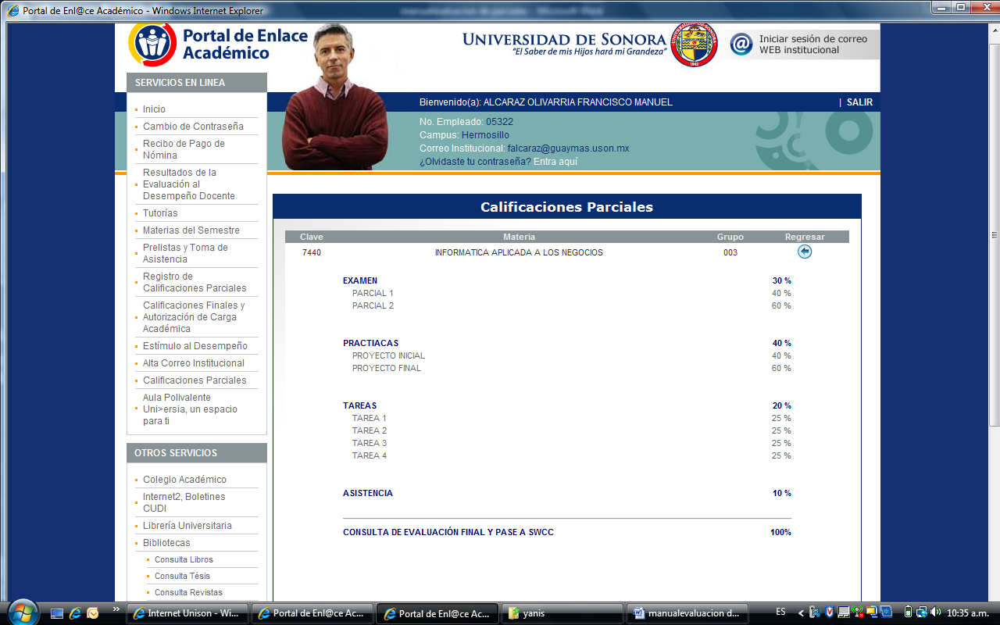 Portal de Enl@ce Académico - Windows Internet Explorer
Portal de Enlace
Académico
UNIVERSIDAD DE SONORA
"El Saber de mis Hijos hará mi Grandeza"
1942
@
Iniciar sesión de correo
WEB institucional
SERVICIOS EN LINEA
Inicio
Cambio de Contraseña
Recibo de Pago de
Nómina
Resultados de la
Evaluación al
Desempeño Docente
Tutorías
Materias del Semestre
Prelistas y Toma de
Asistencia
Registro de
Calificaciones Parciales
Calificaciones Finales y
Autorización de Carga
Académica
Estímulo al Desempeño
Alta Correo Institucional
Calificaciones Parciales
Aula Polivalente
Uni>ersia, un espacio
para ti
OTROS SERVICIOS
Colegio Académico
Internet2, Boletines
CUDI
Librería Universitaria
Bibliotecas
Consulta Libros
Consulta Tésis
Consulta Revistas
Bienvenido(a): ALCARAZ OLIVARRIA FRANCISCO MANUEL
| SALIR
No. Empleado: 05322
Campus: Hermosillo
Correo Institucional: falcaraz@guaymas.uson.mx
¿Olvidaste tu contraseña? Entra aquí
Calificaciones Parciales
Clave Materia Grupo Regresar
7440 INFORMATICA APLICADA A LOS NEGOCIOS 003
EXAMEN 30 %
PARCIAL 1 40 %
PARCIAL 2 60 %
PRACTIACAS 40 %
PROYECTO INICIAL 40 %
PROYECTO FINAL 60 %
TAREAS 20 %
TAREA 1 25 %
TAREA 2 25 %
TAREA 3 25 %
TAREA 4 25 %
ASISTENCIA 10 %
CONSULTA DE EVALUACIÓN FINAL Y PASE A SWCC 100%
Internet Unison - Wi...
Portal de Enl@ce Ac...
Portal de Enl@ce Ac...
yanis
manualevaluacion d...
ES
10:35 a.m.